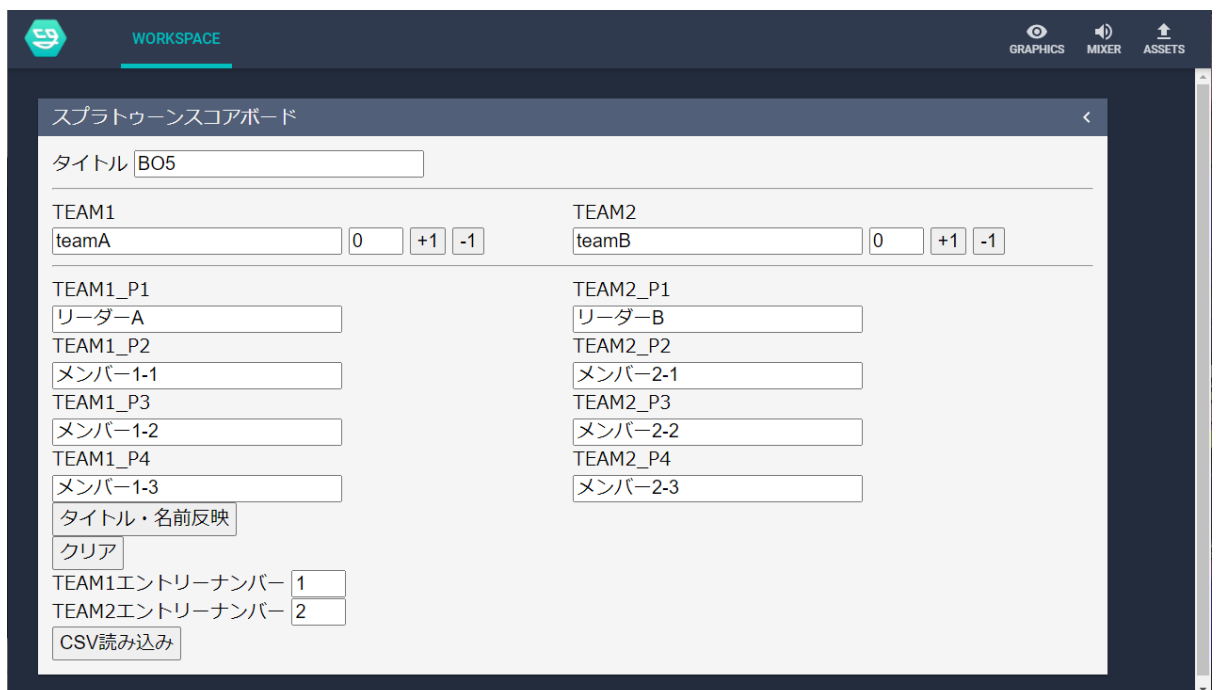 WORKSPACE
GRAPHICS MIXER ASSETS
スプラトゥーンスコアボード
タイトル BO5
TEAM1 TEAM2
teamA 0 +1 -1 teamB 0 +1 -1
TEAM1_P1 TEAM2_P1
リーダーA リーダーB
TEAM1_P2 TEAM2_P2
メンバー1-1 メンバー2-1
TEAM1_P3 TEAM2_P3
メンバー1-2 メンバー2-2
TEAM1_P4 TEAM2_P4
メンバー1-3 メンバー2-3
タイトル・名前反映
クリア
TEAM1エントリーナンバー 1
TEAM2エントリーナンバー 2
CSV読み込み